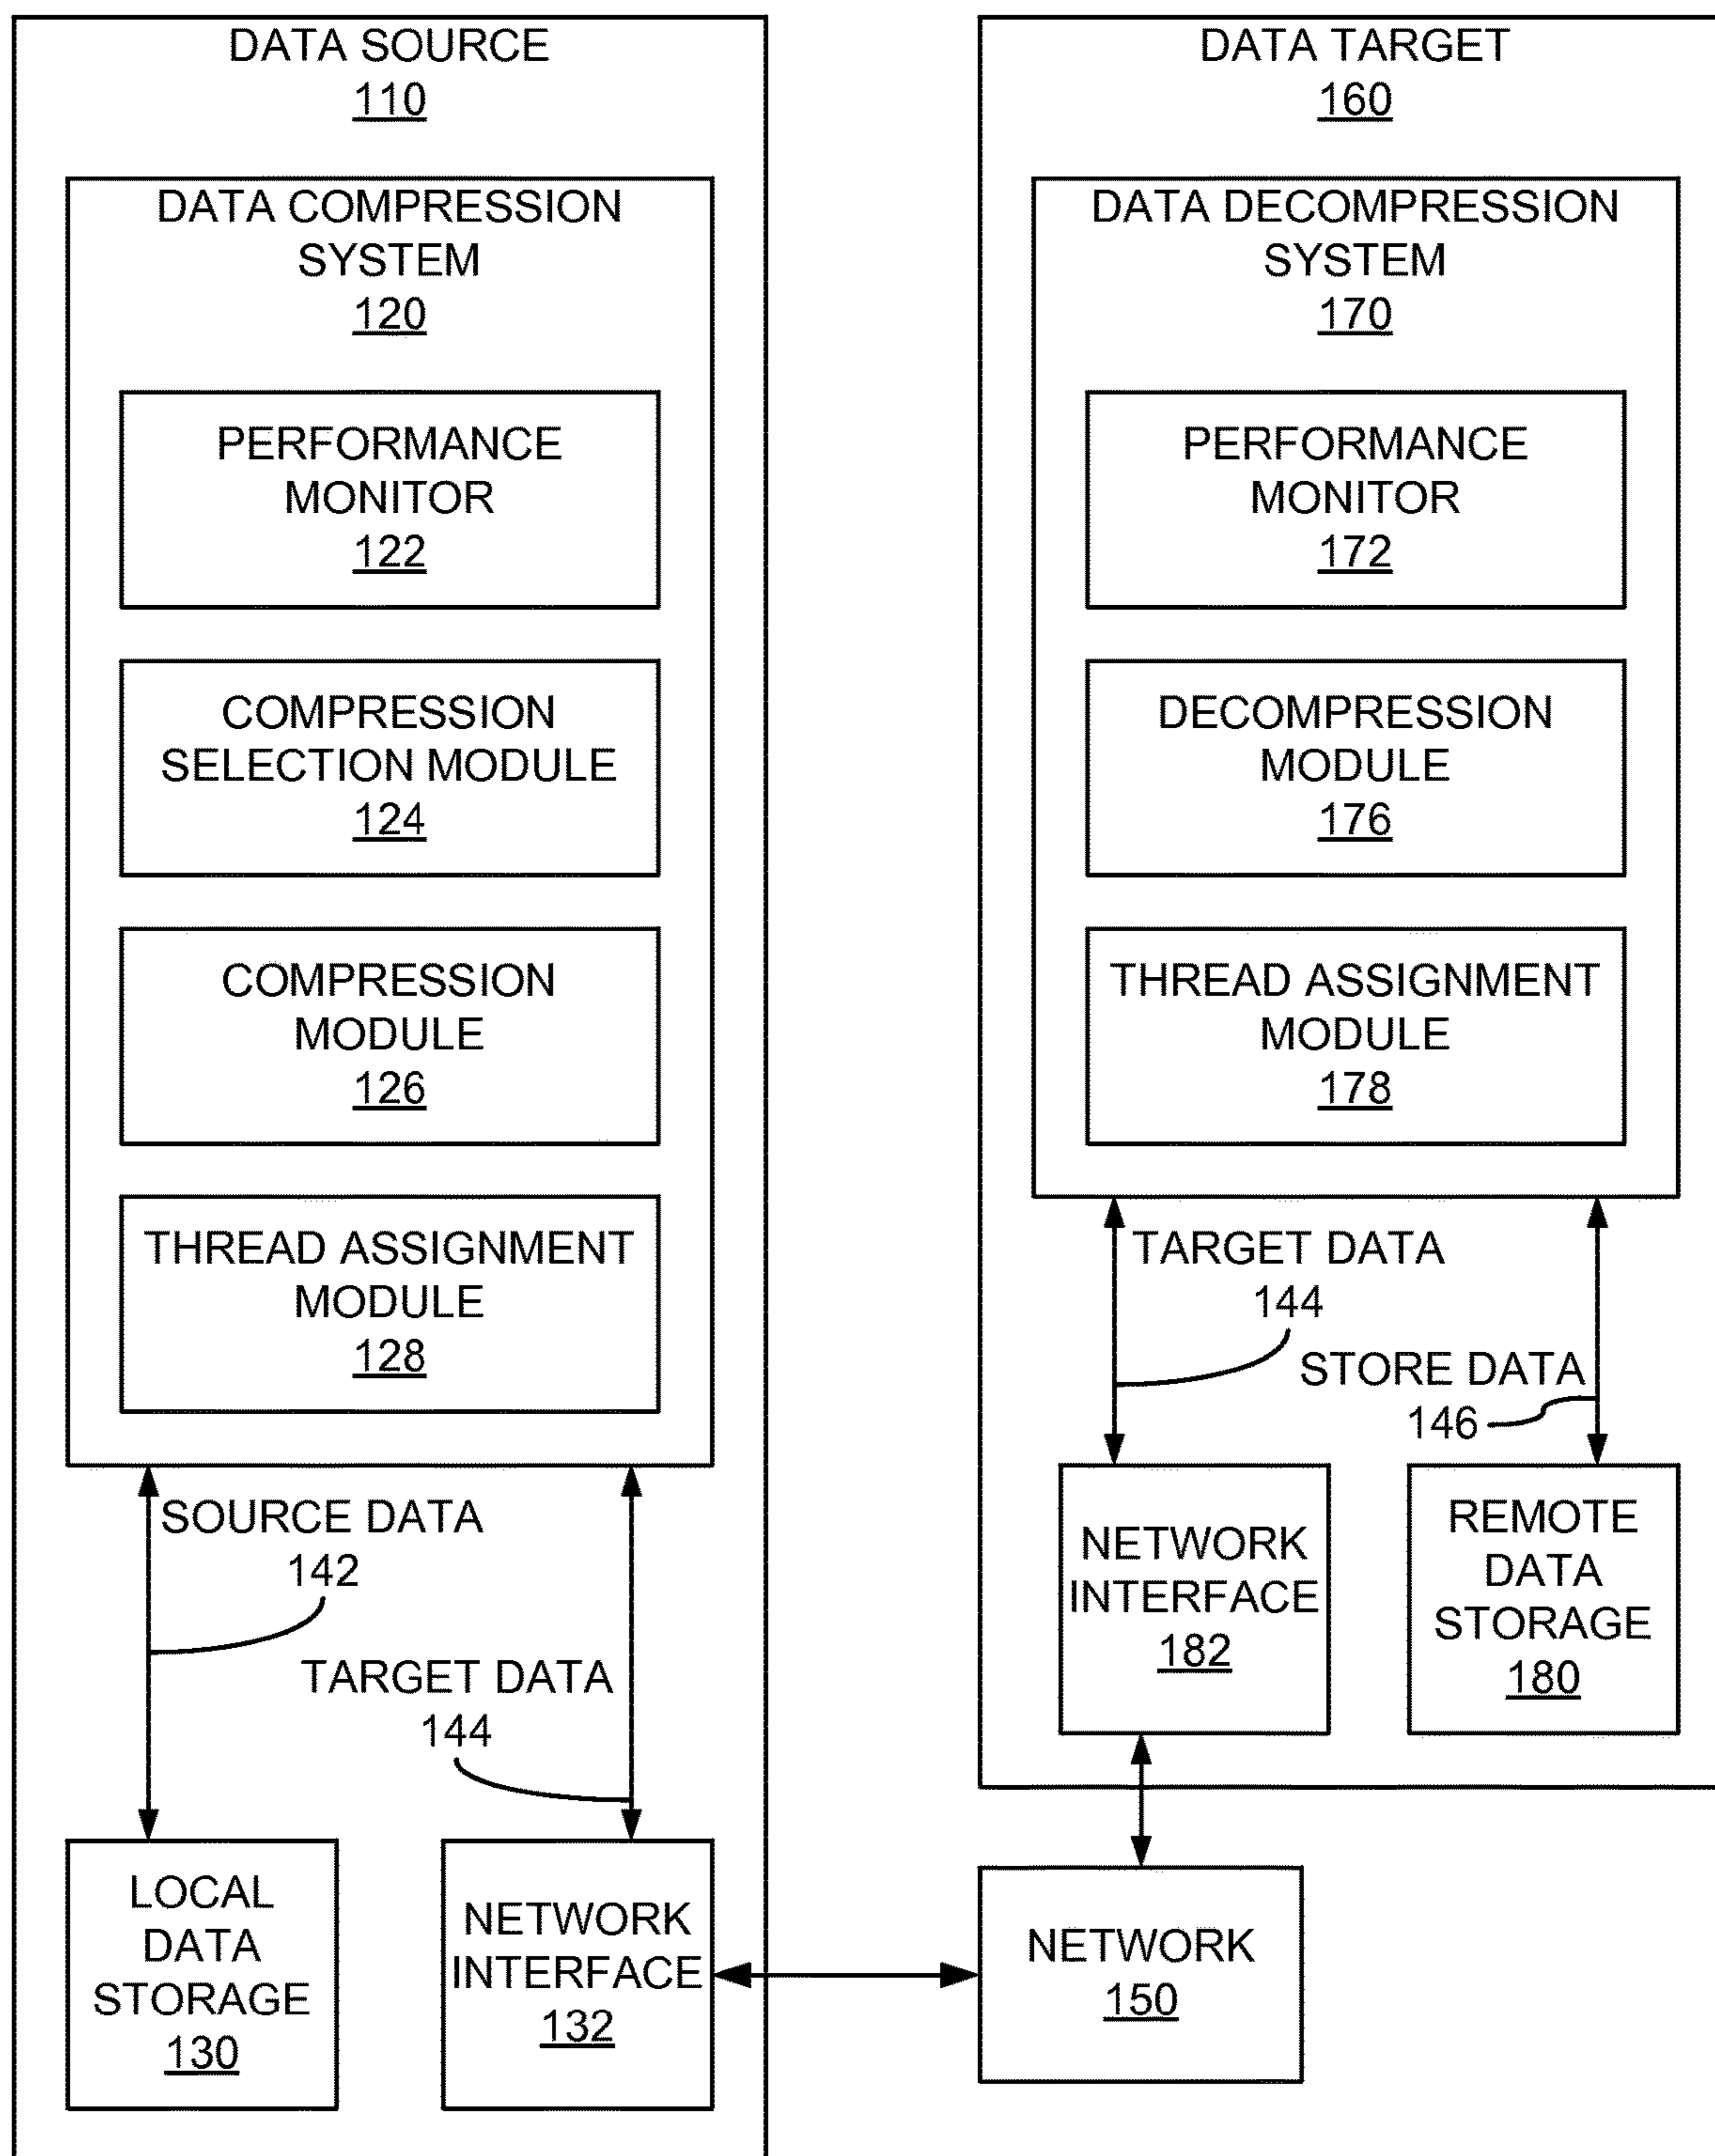 DATA SOURCE
110
DATA COMPRESSION
SYSTEM
120
PERFORMANCE
MONITOR
122
COMPRESSION
SELECTION MODULE
124
COMPRESSION
MODULE
126
THREAD ASSIGNMENT
MODULE
128
SOURCE DATA
142
TARGET DATA
144
LOCAL
DATA
STORAGE
130
NETWORK
INTERFACE
132
DATA TARGET
160
DATA DECOMPRESSION
SYSTEM
170
PERFORMANCE
MONITOR
172
DECOMPRESSION
MODULE
176
THREAD ASSIGNMENT
MODULE
178
TARGET DATA
144
STORE DATA
146
NETWORK
INTERFACE
182
REMOTE
DATA
STORAGE
180
NETWORK
150